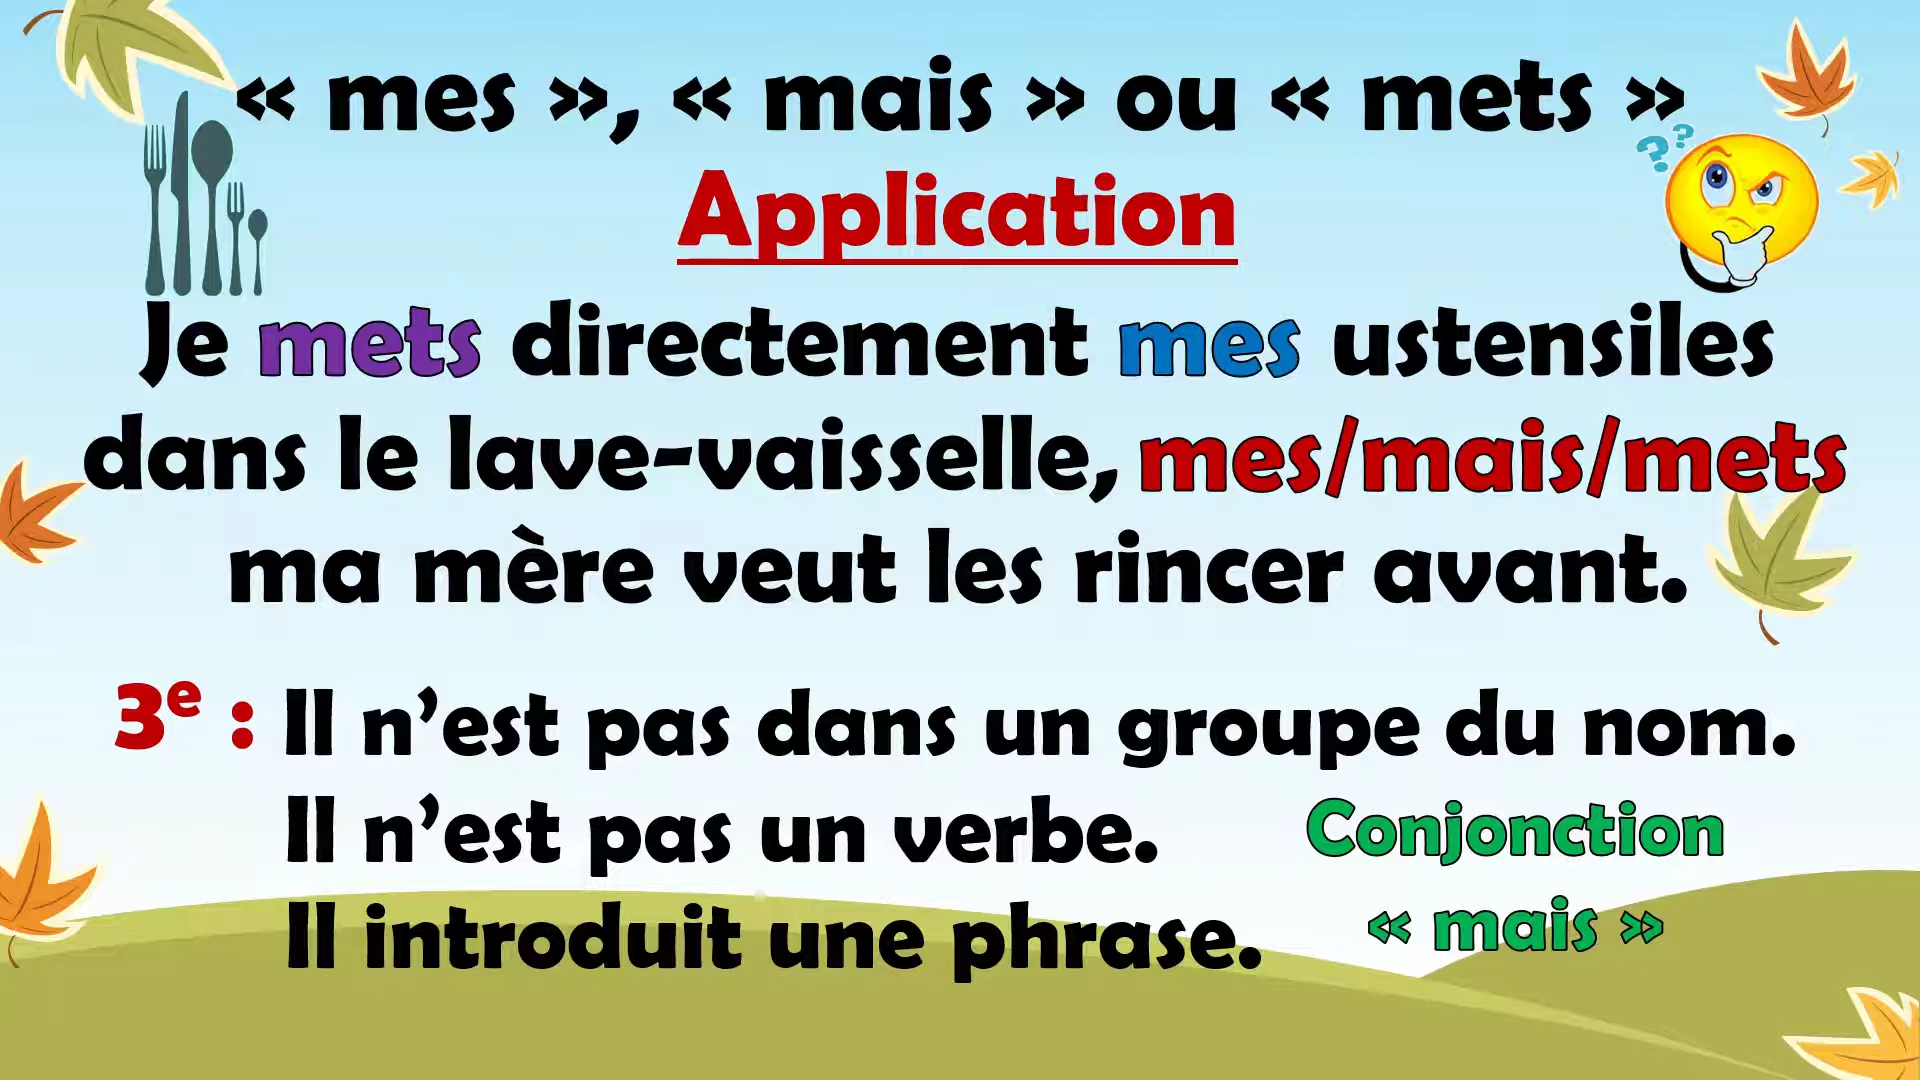 « mes », « mais » ou « mets »
??
Application
Je mets directement mes ustensiles
dans le lave-vaisselle, mes/mais/mets
ma mère veut les rincer avant.
3e : Il n’est pas dans un groupe du nom.
Il n’est pas un verbe.
Conjonction
Il introduit une phrase.
« mais »